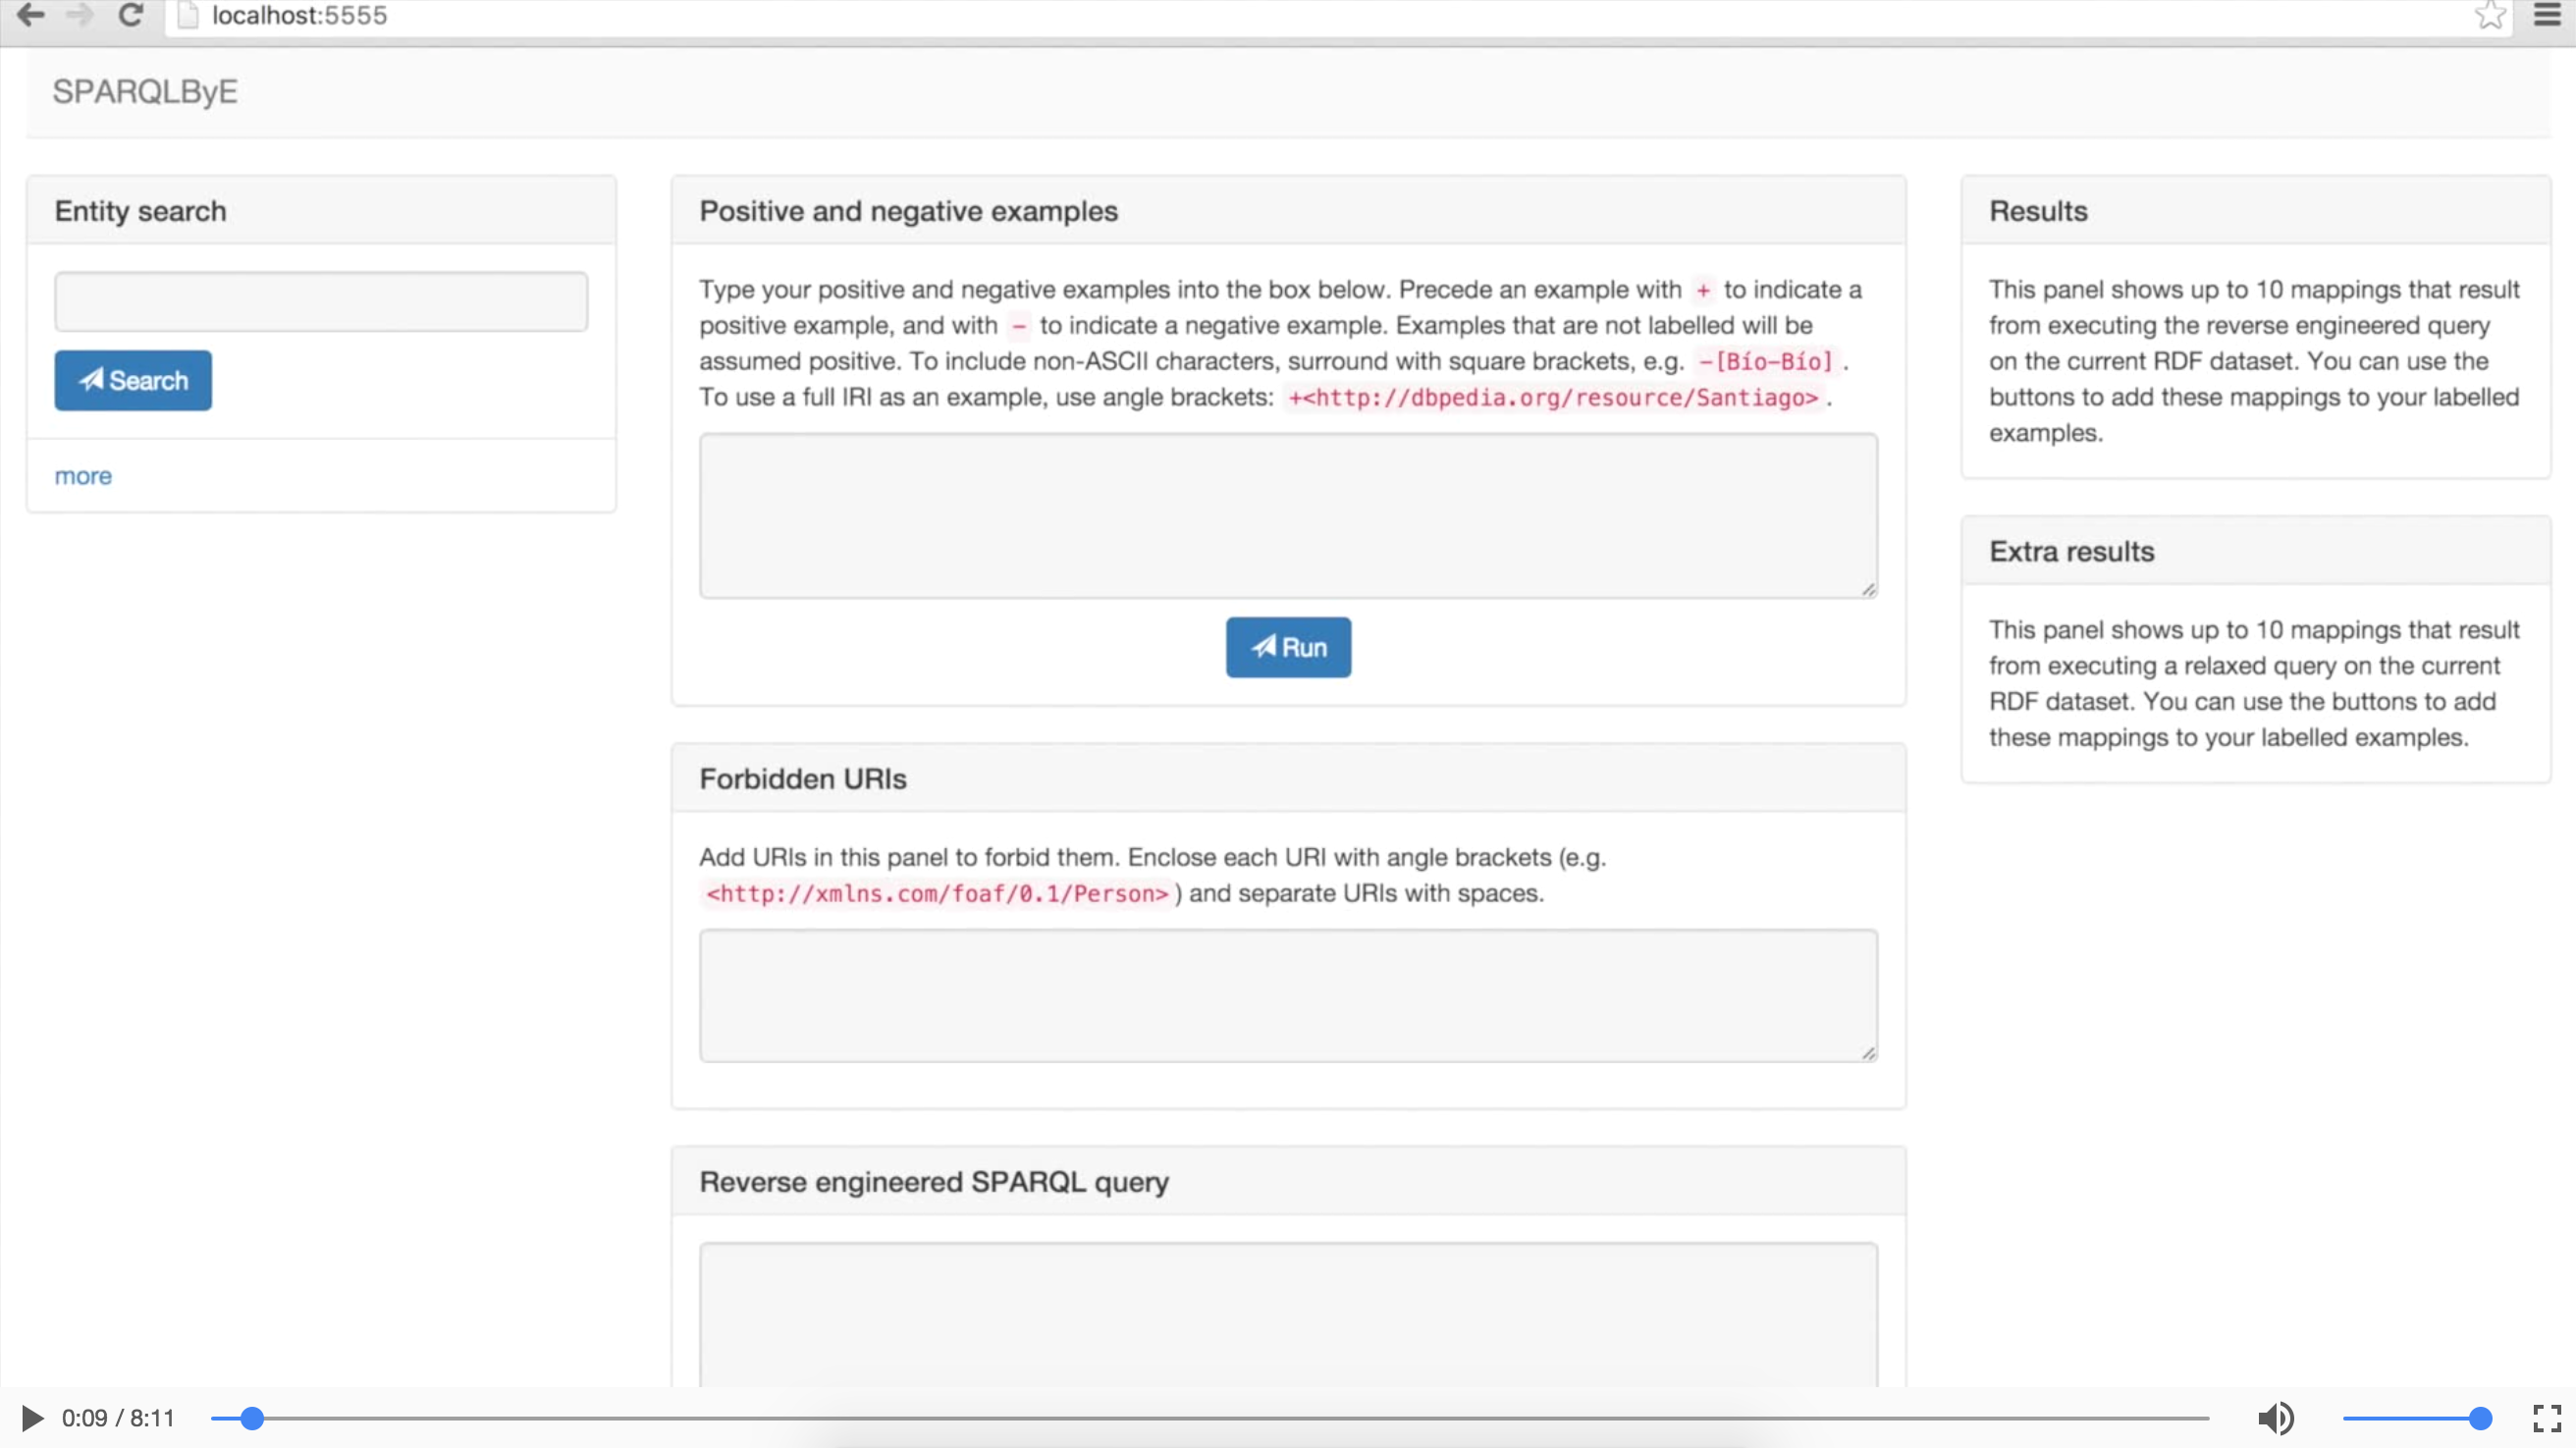 localhost:5555
SPARQLByE
Entity search
Search
more
Positive and negative examples
Type your positive and negative examples into the box below. Precede an example with + to indicate a
positive example, and with - to indicate a negative example. Examples that are not labelled will be
assumed positive. To include non-ASCII characters, surround with square brackets, e.g. -[Bío-Bío] .
To use a full IRI as an example, use angle brackets: +<http://dbpedia.org/resource/Santiago> .
Run
Forbidden URIs
Add URIs in this panel to forbid them. Enclose each URI with angle brackets (e.g.
<http://xmlns.com/foaf/0.1/Person> ) and separate URIs with spaces.
Reverse engineered SPARQL query
Results
This panel shows up to 10 mappings that result
from executing the reverse engineered query
on the current RDF dataset. You can use the
buttons to add these mappings to your labelled
examples.
Extra results
This panel shows up to 10 mappings that result
from executing a relaxed query on the current
RDF dataset. You can use the buttons to add
these mappings to your labelled examples.
0:09 / 8:11